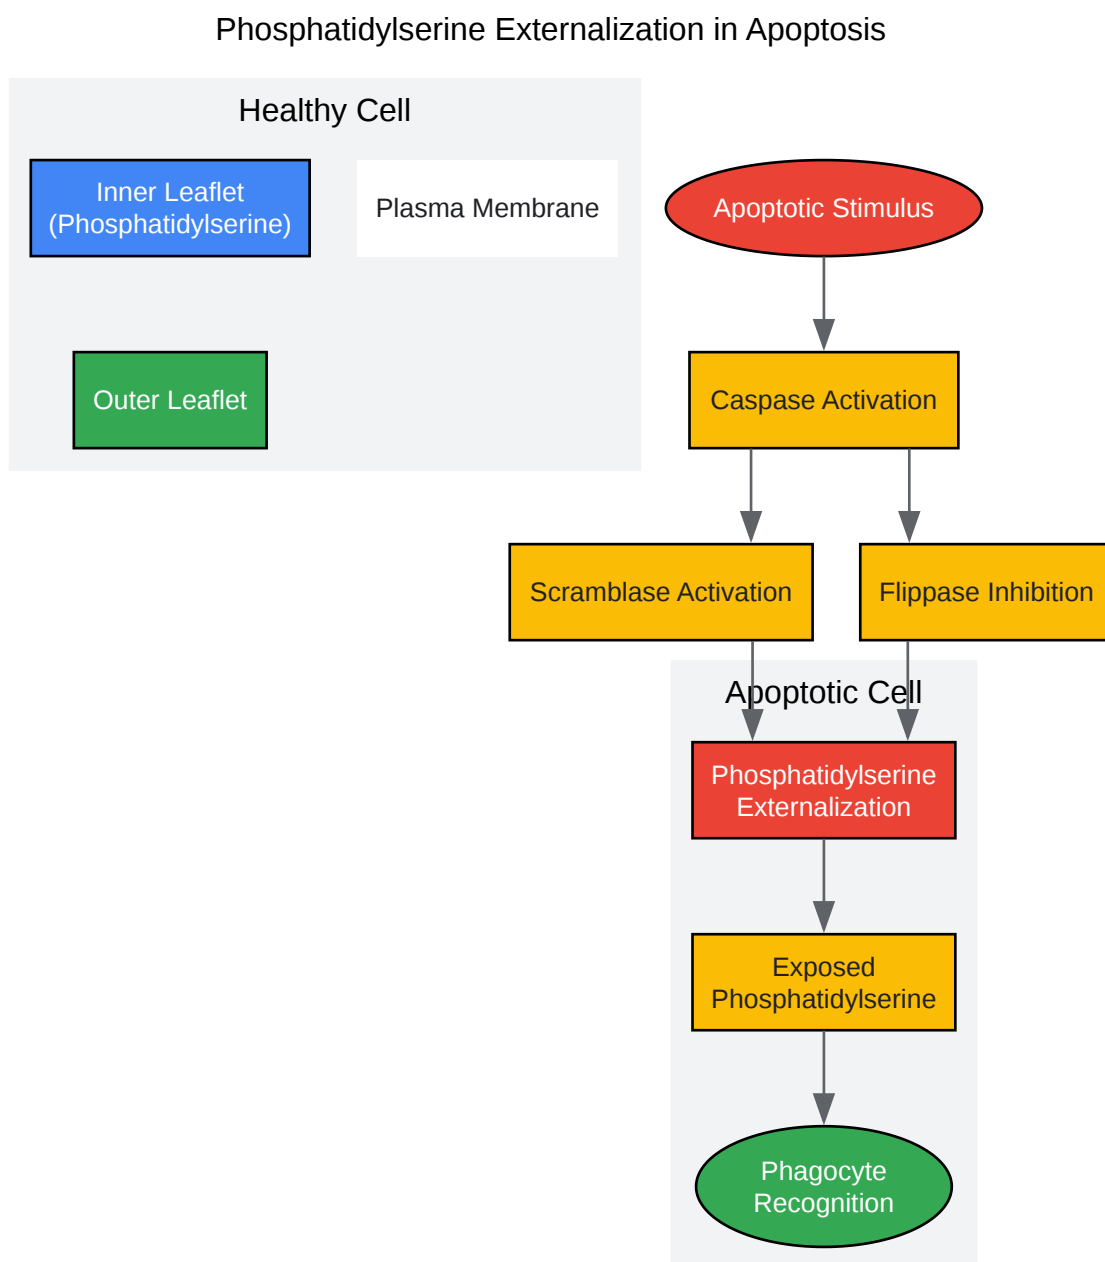 Phosphatidylserine Externalization in Apoptosis
Healthy Cell
Inner Leaflet
(Phosphatidylserine)
Plasma Membrane
Apoptotic Stimulus
Outer Leaflet
Caspase Activation
Scramblase Activation
Flippase Inhibition
Apoptotic Cell
Phosphatidylserine
Externalization
Exposed
Phosphatidylserine
Phagocyte
Recognition